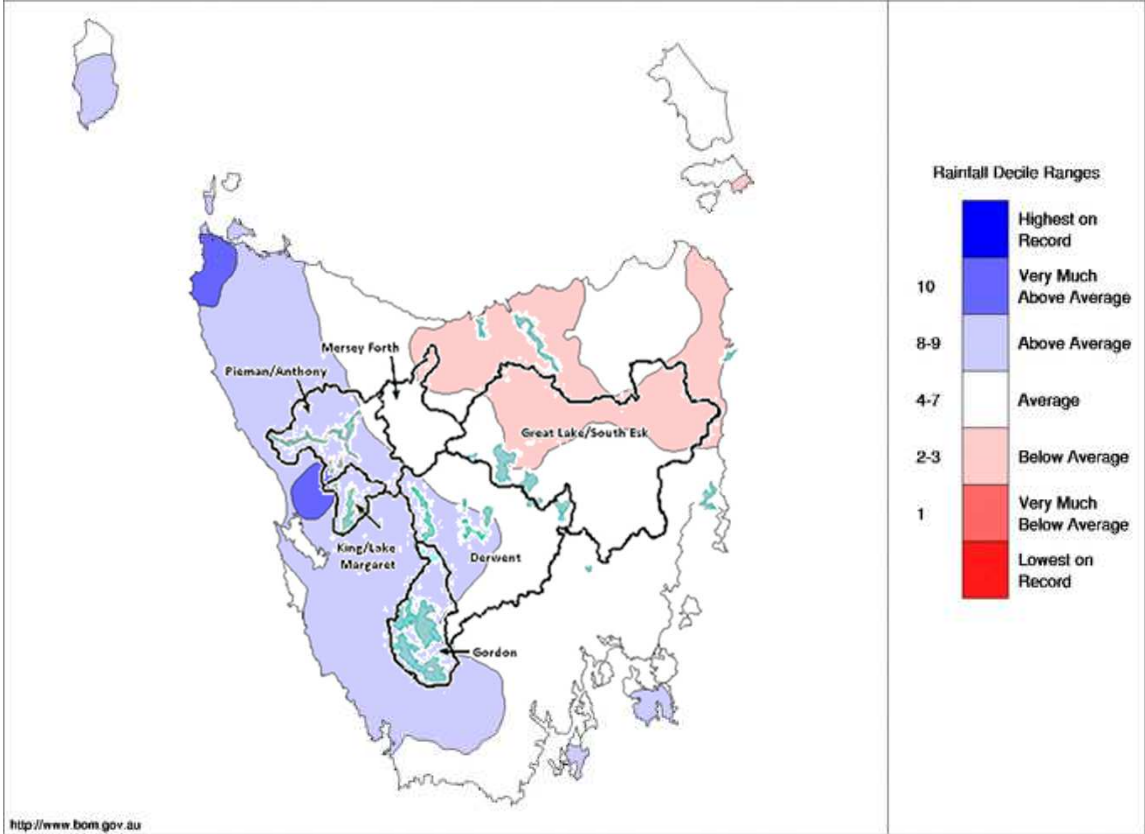 Rainfall Decile Ranges
Highest on
Record
10
Very Much
Above Average
8-9
Above Average
4-7
Average
2-3
Below Average
1
Very Much
Below Average
Lowest on
Record
Mersey Forth
Pieman/Anthony
Great Lake/South Esk
King/Lake
Margaret
Derwent
Gordon
http://www.bom.gov.au